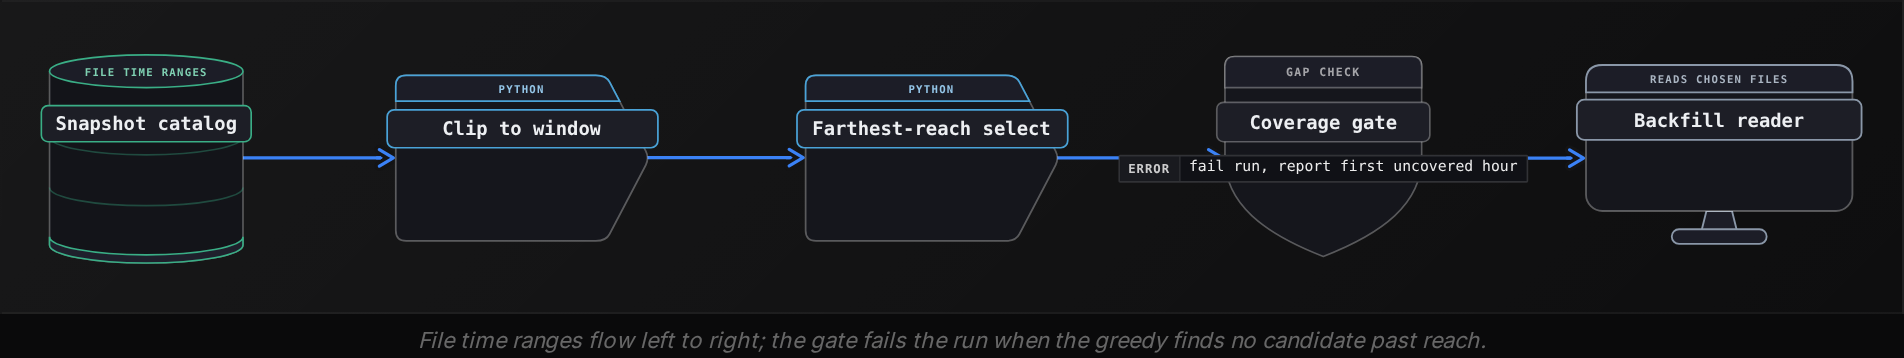 FILE TIME RANGES
Snapshot catalog
PYTHON
Clip to window
PYTHON
Farthest-reach select
GAP CHECK
Coverage gate
ERROR fail run, report first uncovered hour
READS CHOSEN FILES
Backfill reader
File time ranges flow left to right; the gate fails the run when the greedy finds no candidate past reach.